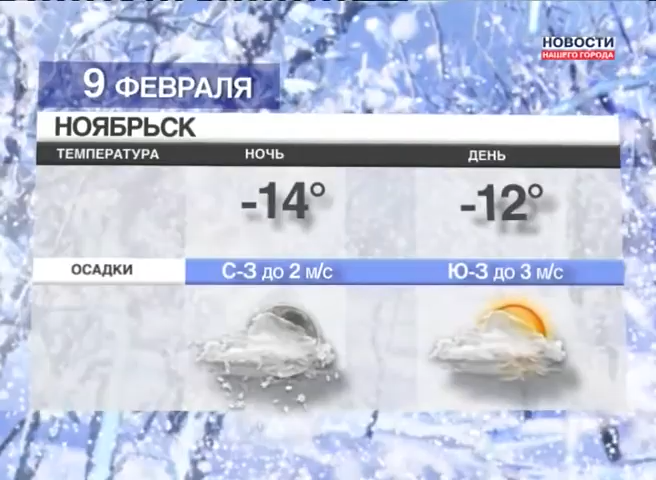 НОВОСТИ
НАШЕГО ГОРОДА
9 ФЕВРАЛЯ
НОЯБРЬСК
ТЕМПЕРАТУРА НОЧЬ ДЕНЬ
-14° -12°
ОСАДКИ С-З до 2 м/с Ю-З до 3 м/с